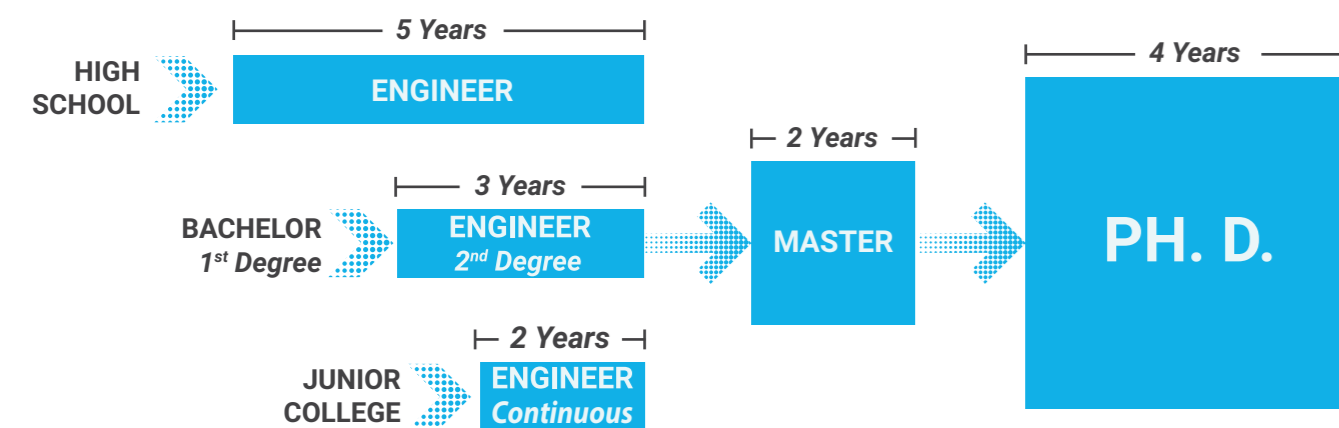 5 Years
HIGH
SCHOOL
ENGINEER
3 Years
BACHELOR
1st Degree
ENGINEER
2nd Degree
2 Years
JUNIOR
COLLEGE
ENGINEER
Continuous
2 Years
MASTER
4 Years
PH. D.